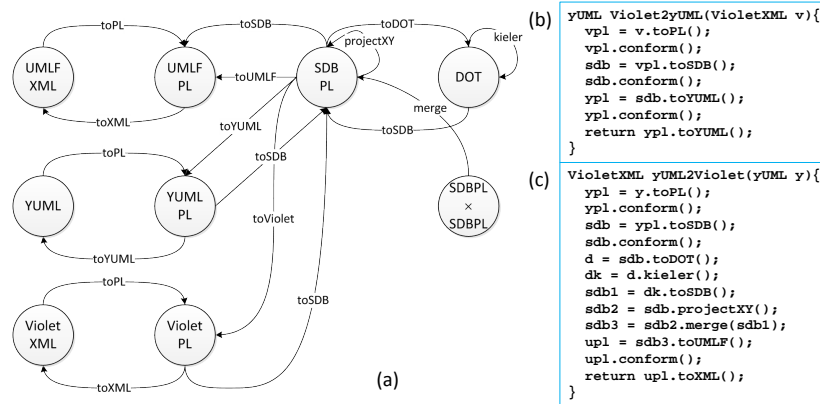 toPL
toSDB
toDOT
projectXY
kieler
UMLF
XML
UMLF
PL
toUMLF
SDB
PL
DOT
toXML
toYUML
merge
toSDB
toPL
toSDB
YUML
YUML
PL
SDBPL
×
SDBPL
toViolet
toYUML
toPL
toSDB
Violet
XML
Violet
PL
toXML
(a)
(b)
yUML Violet2yUML(VioletXML v){
vpl = v.toPL();
vpl.conform();
sdb = vpl.toSDB();
sdb.conform();
ypl = sdb.toYUML();
ypl.conform();
return ypl.toYUML();
}
(c)
VioletXML yUML2Violet(yUML y){
ypl = y.toPL();
ypl.conform();
sdb = ypl.toSDB();
sdb.conform();
d = sdb.toDOT();
dk = d.kieler();
sdb1 = dk.toSDB();
sdb2 = sdb.projectXY();
sdb3 = sdb2.merge(sdb1);
upl = sdb3.toUMLF();
upl.conform();
return upl.toXML();
}